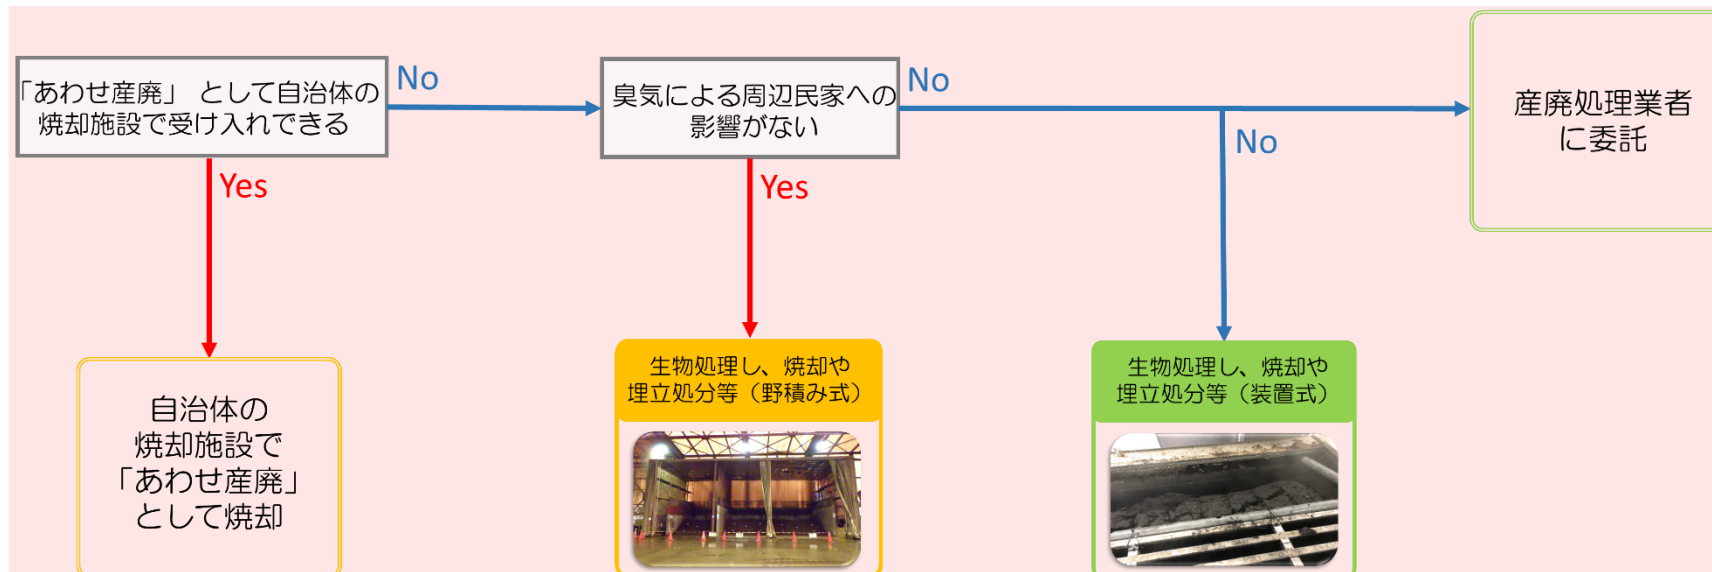 「あわせ産廃」 として自治体の
焼却施設で受け入れできる
No
臭気による周辺民家への
影響がない
No
産廃処理業者
に委託
Yes
Yes
No
自治体の
焼却施設で
「あわせ産廃」
として焼却
生物処理し、焼却や
埋立処分等（野積み式）
生物処理し、焼却や
埋立処分等（装置式）